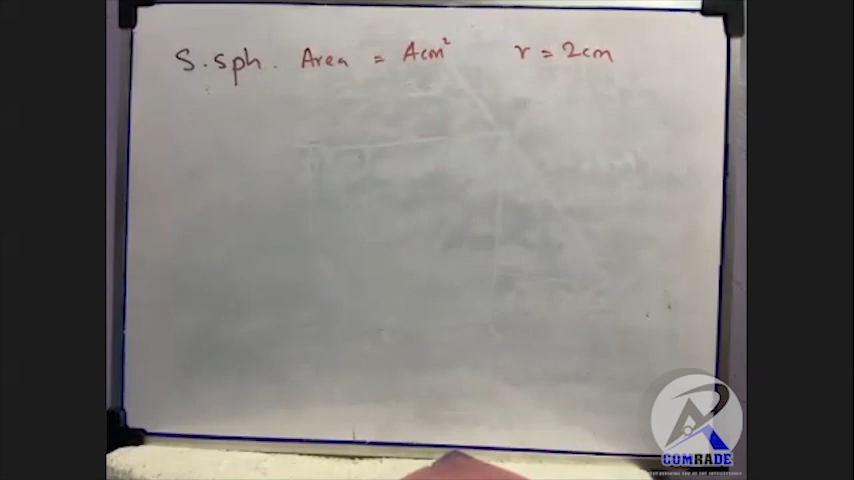 S.sph. Area = Acm² r = 2cm
COMRADE